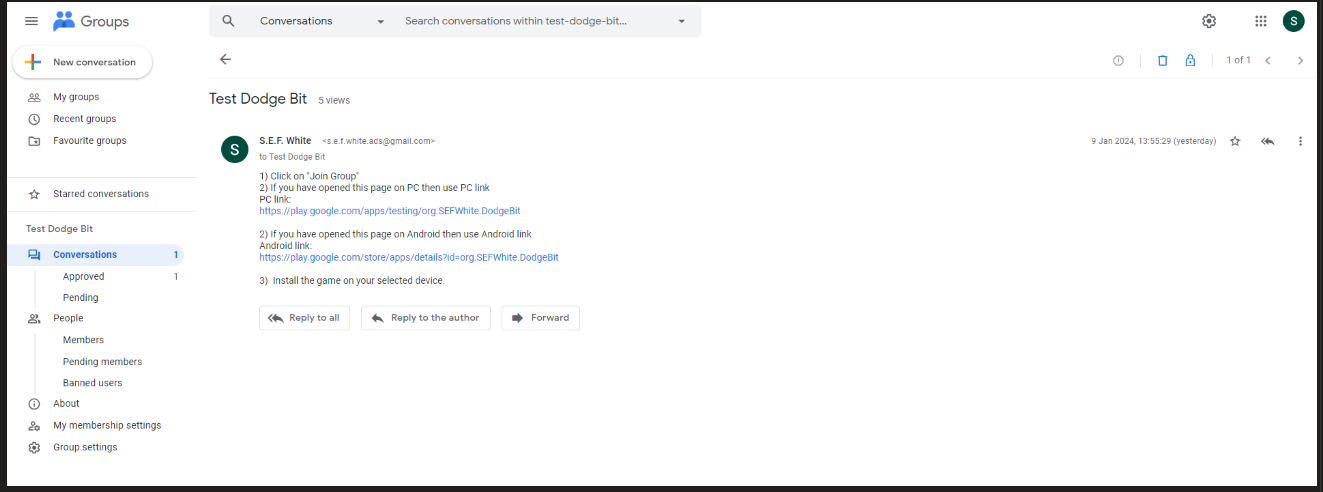 Groups
Conversations
Search conversations within test-dodge-bit...
S
New conversation
1 of 1
My groups
Recent groups
Favourite groups
Test Dodge Bit 5 views
S
S.E.F. White <s.e.f.white.ads@gmail.com>
9 Jan 2024, 13:55:29 (yesterday)
to Test Dodge Bit
1) Click on "Join Group"
2) If you have opened this page on PC then use PC link
PC link:
https://play.google.com/apps/testing/org.SEFWhite.DodgeBit
2) If you have opened this page on Android then use Android link
Android link:
https://play.google.com/store/apps/details?id=org.SEFWhite.DodgeBit
3) Install the game on your selected device.
Reply to all
Reply to the author
Forward
Starred conversations
Test Dodge Bit
Conversations 1
Approved 1
Pending
People
Members
Pending members
Banned users
About
My membership settings
Group settings